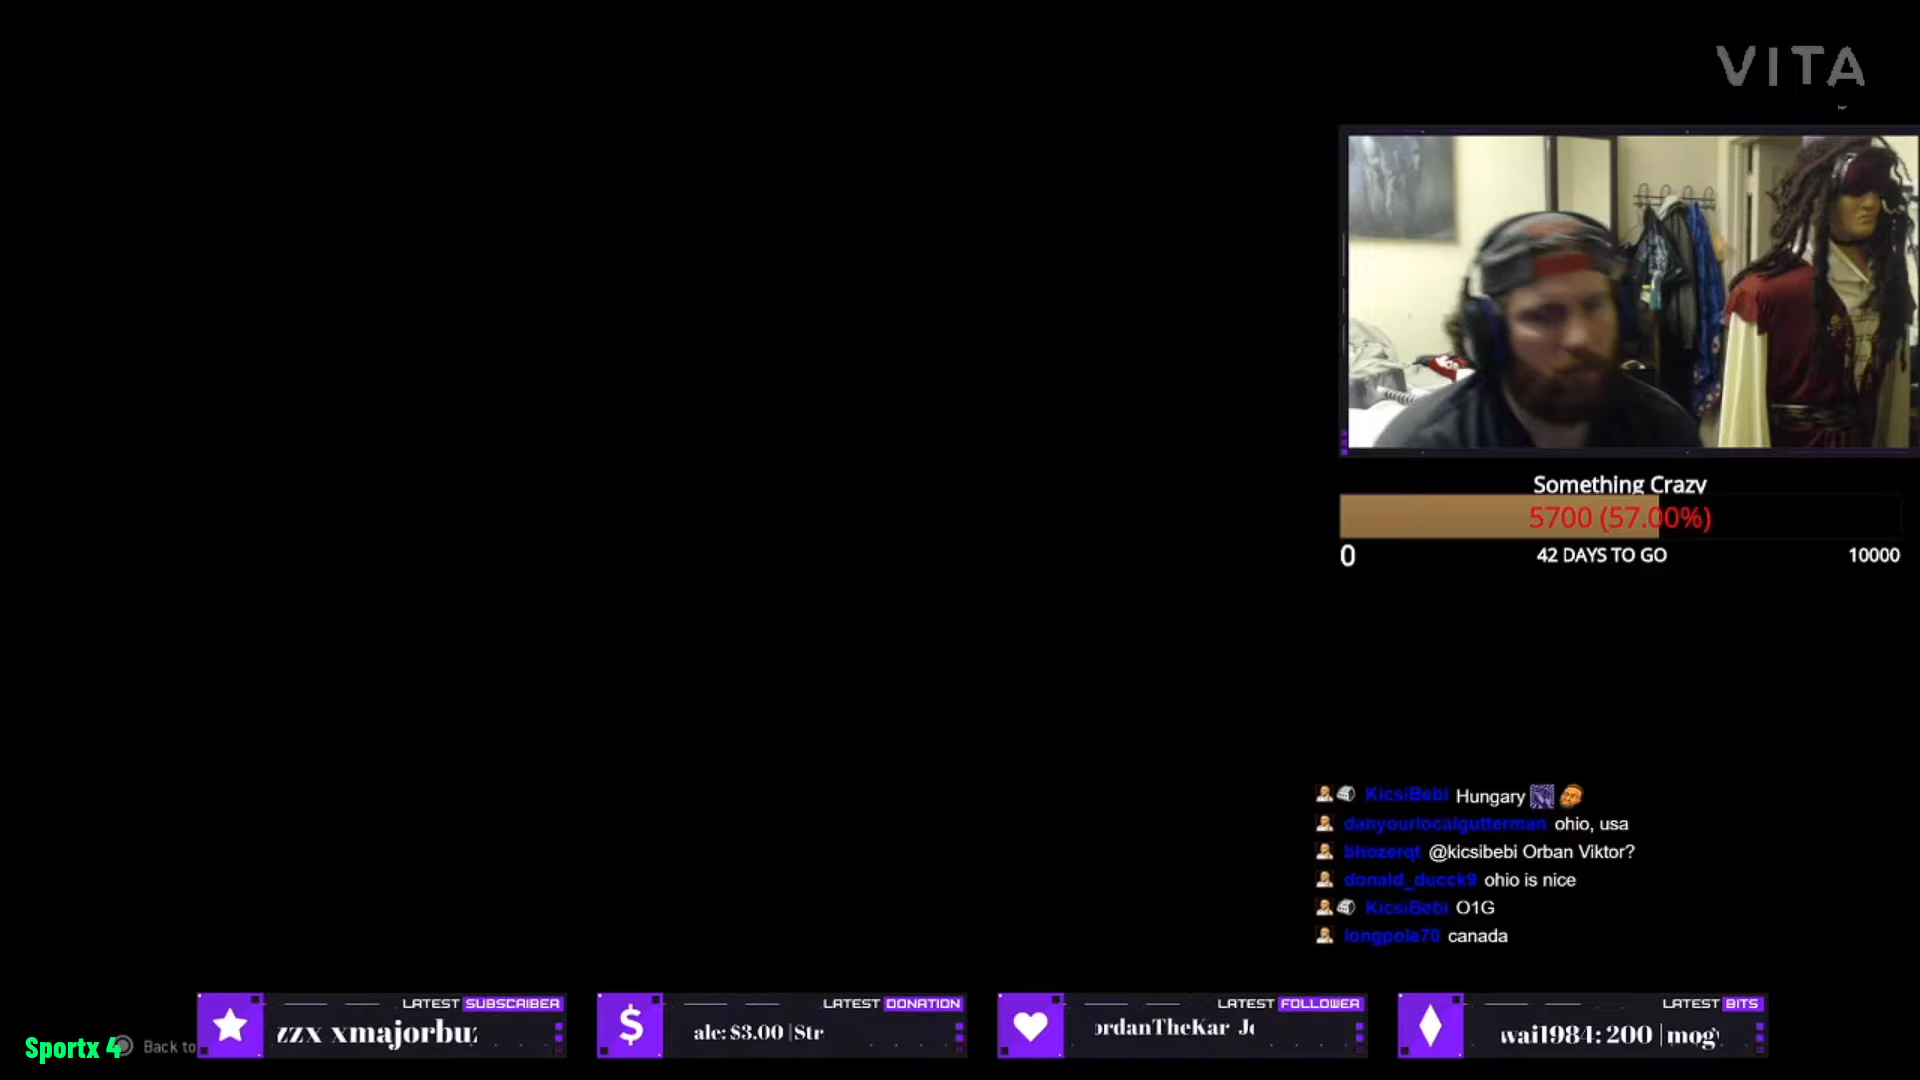 VITA
Something Crazy
5700 (57.00%)
0 42 DAYS TO GO 10000
KicsiBebi Hungary
danyourlocalgutterman ohio, usa
bhozerqt @kicsibebi Orban Viktor?
donald_ducck9 ohio is nice
KicsiBebi O1G
longpole70 canada
LATEST SUBSCRIBER
zzx xmajorbuz
LATEST DONATION
ale: $3.00 | Str
LATEST FOLLOWER
ordanTheKar Jo
LATEST BITS
wai1984: 200 | mog
Sportx 4
Back to